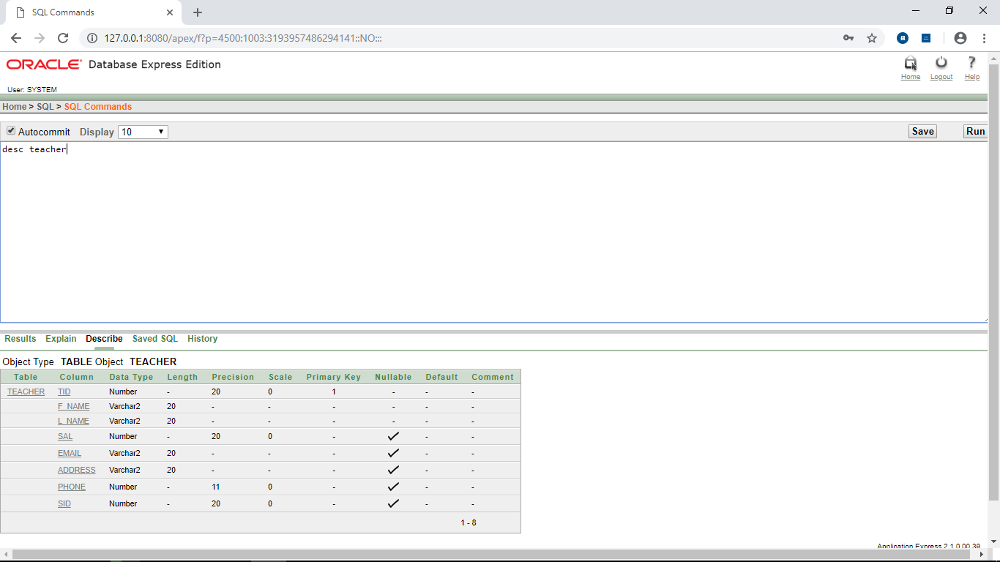 SQL Commands
127.0.0.1:8080/apex/f?p=4500:1003:3193957486294141::NO:::
ORACLE Database Express Edition
Home Logout Help
User: SYSTEM
Home > SQL > SQL Commands
Autocommit Display 10 Save Run
desc teacher
Results Explain Describe Saved SQL History
Object Type TABLE Object TEACHER
Table Column Data Type Length Precision Scale Primary Key Nullable Default Comment
TEACHER TID Number - 20 0 1 - - -
F_NAME Varchar2 20 - - - - - -
L_NAME Varchar2 20 - - - - - -
SAL Number - 20 0 - - -
EMAIL Varchar2 20 - - - - -
ADDRESS Varchar2 20 - - - - -
PHONE Number - 11 0 - - -
SID Number - 20 0 - - -
1 - 8
Application Express 2.1.0.00.39